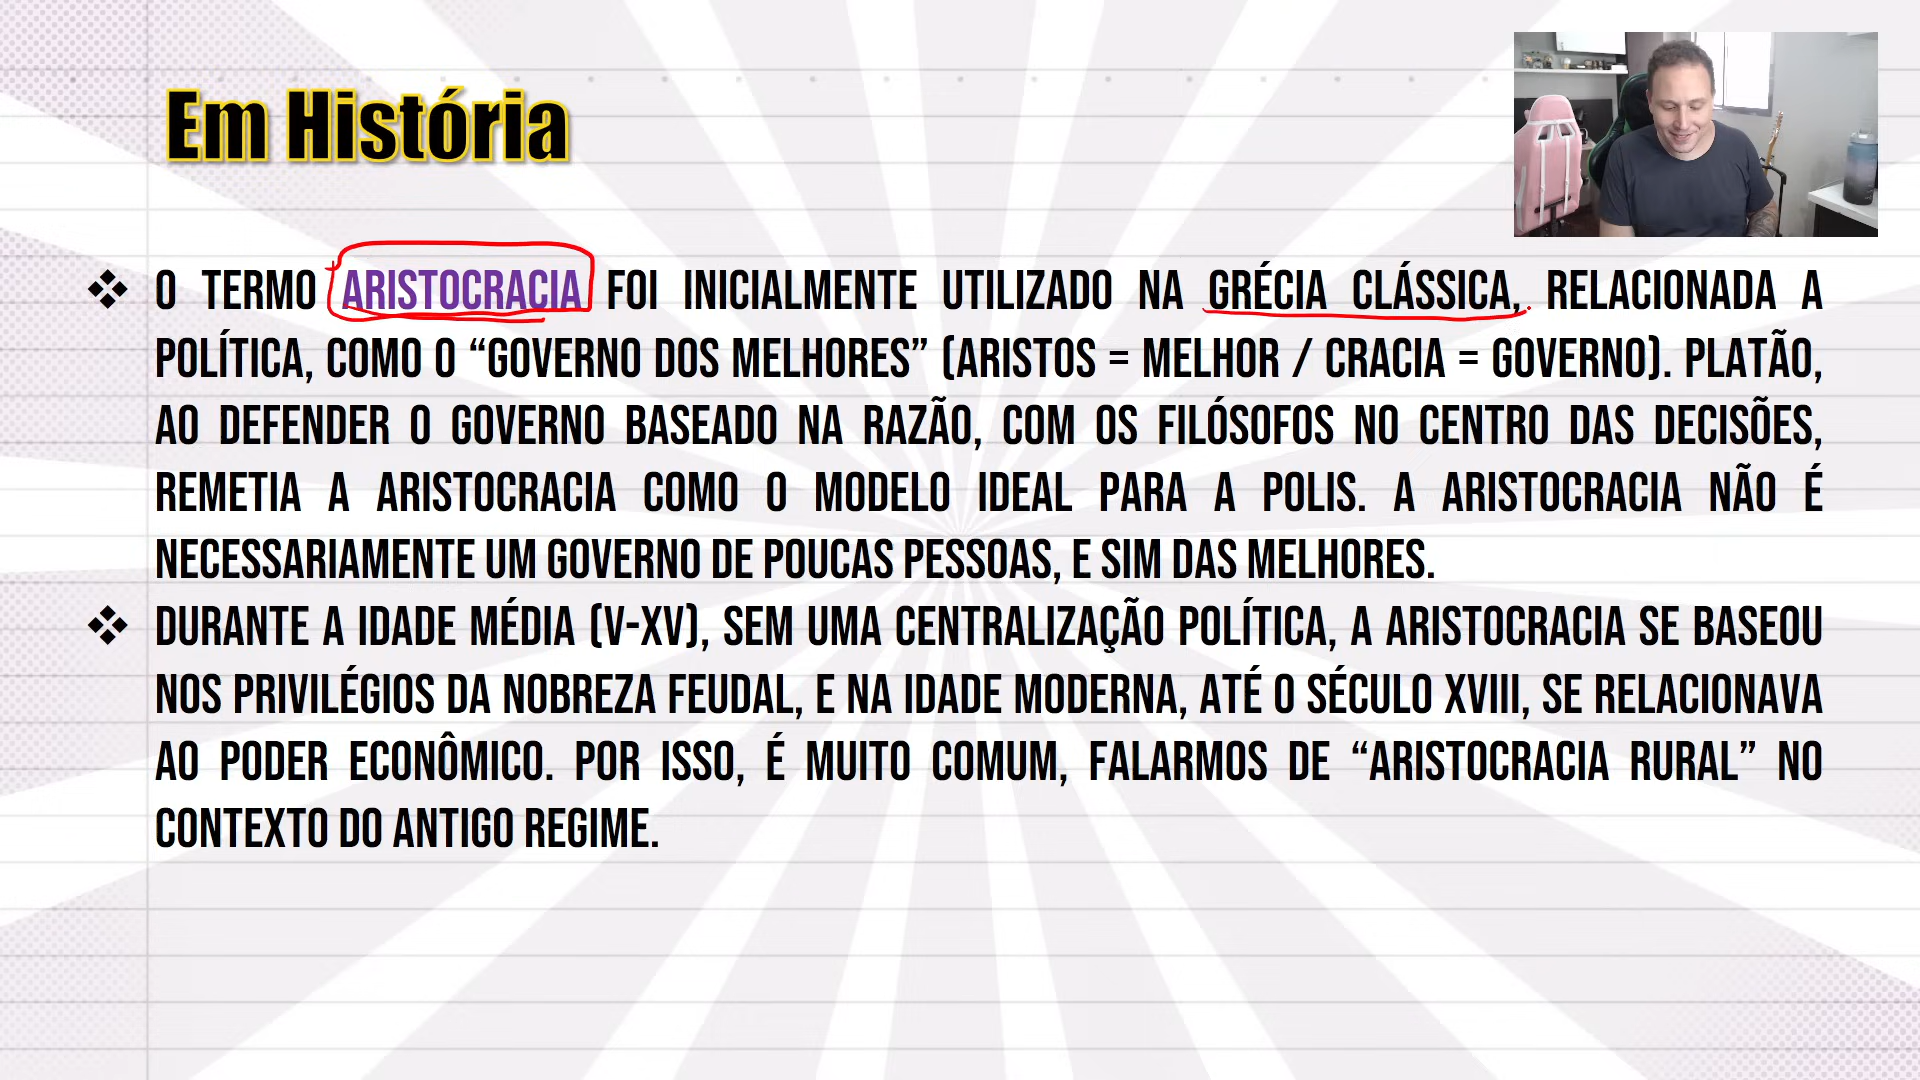 Em História
O TERMO ARISTOCRACIA FOI INICIALMENTE UTILIZADO NA GRÉCIA CLÁSSICA, RELACIONADA A
POLÍTICA, COMO O “GOVERNO DOS MELHORES” (ARISTOS = MELHOR / CRACIA = GOVERNO). PLATÃO,
AO DEFENDER O GOVERNO BASEADO NA RAZÃO, COM OS FILÓSOFOS NO CENTRO DAS DECISÕES,
REMETIA A ARISTOCRACIA COMO O MODELO IDEAL PARA A POLIS. A ARISTOCRACIA NÃO É
NECESSARIAMENTE UM GOVERNO DE POUCAS PESSOAS, E SIM DAS MELHORES.
DURANTE A IDADE MÉDIA (V-XV), SEM UMA CENTRALIZAÇÃO POLÍTICA, A ARISTOCRACIA SE BASEOU
NOS PRIVILÉGIOS DA NOBREZA FEUDAL, E NA IDADE MODERNA, ATÉ O SÉCULO XVIII, SE RELACIONAVA
AO PODER ECONÔMICO. POR ISSO, É MUITO COMUM, FALARMOS DE “ARISTOCRACIA RURAL” NO
CONTEXTO DO ANTIGO REGIME.